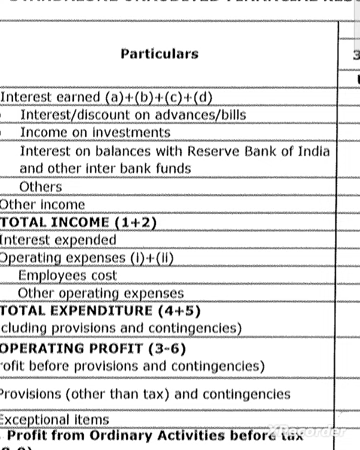 Particulars
3
Interest earned (a)+(b)+(c)+(d)
Interest/discount on advances/bills
Income on investments
Interest on balances with Reserve Bank of India
and other inter bank funds
Others
Other income
TOTAL INCOME (1+2)
Interest expended
Operating expenses (i)+(ii)
Employees cost
Other operating expenses
TOTAL EXPENDITURE (4+5)
cluding provisions and contingencies)
OPERATING PROFIT (3-6)
rofit before provisions and contingencies)
Provisions (other than tax) and contingencies
Exceptional items
Profit from Ordinary Activities before tax